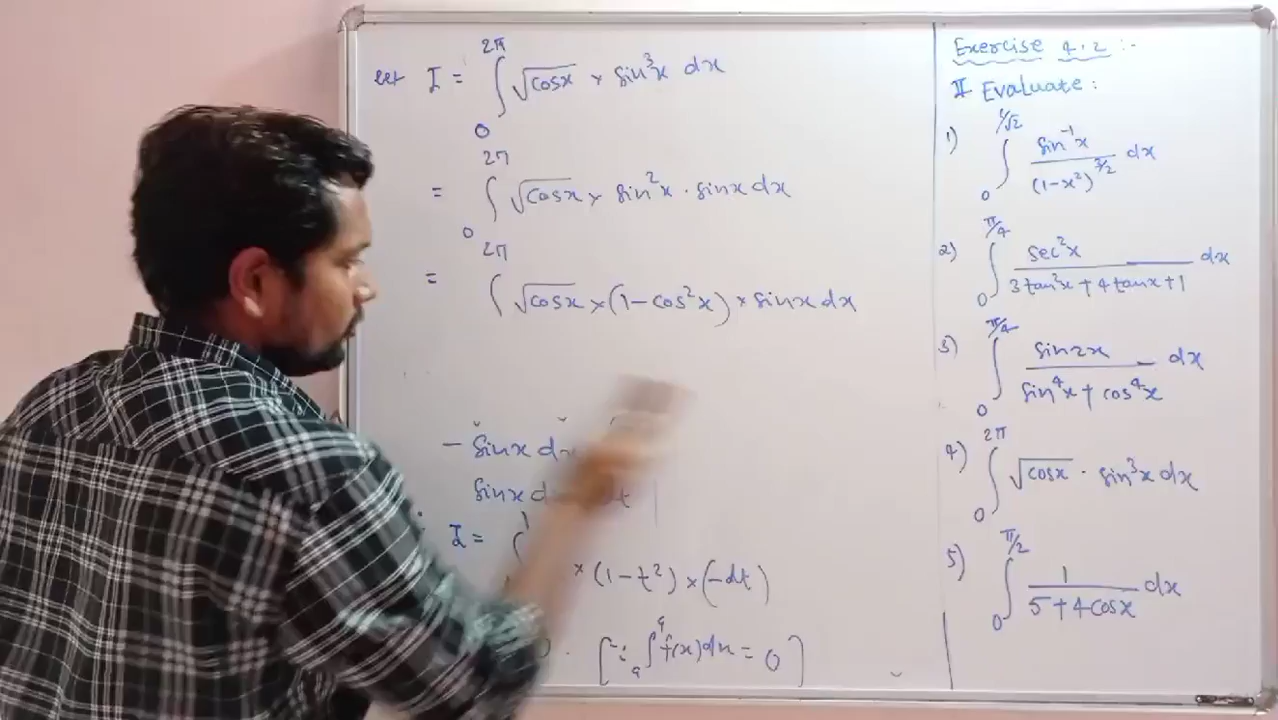 let I = ∫₀^{2π} √cosx × sin³x dx
= ∫₀^{2π} √cosx × sin²x · sinx dx
= ∫^{2π} √cosx × (1-cos²x) × sinx dx
- sinx
sinx
I =
× (1-t²) × (-dt)
[∵ ∫ₐ^a f(x)dx = 0]
Exercise 4.2 :-
II Evaluate :
1) ∫₀^{1/√2} sin⁻¹x / (1-x²)^{3/2} dx
2) ∫₀^{π/4} sec²x / 3tan²x + 4tanx + 1 dx
3) ∫₀^{π/4} sin2x / sin⁴x + cos⁴x dx
4) ∫₀^{2π} √cosx · sin³x dx
5) ∫₀^{π/2} 1 / 5+4cosx dx